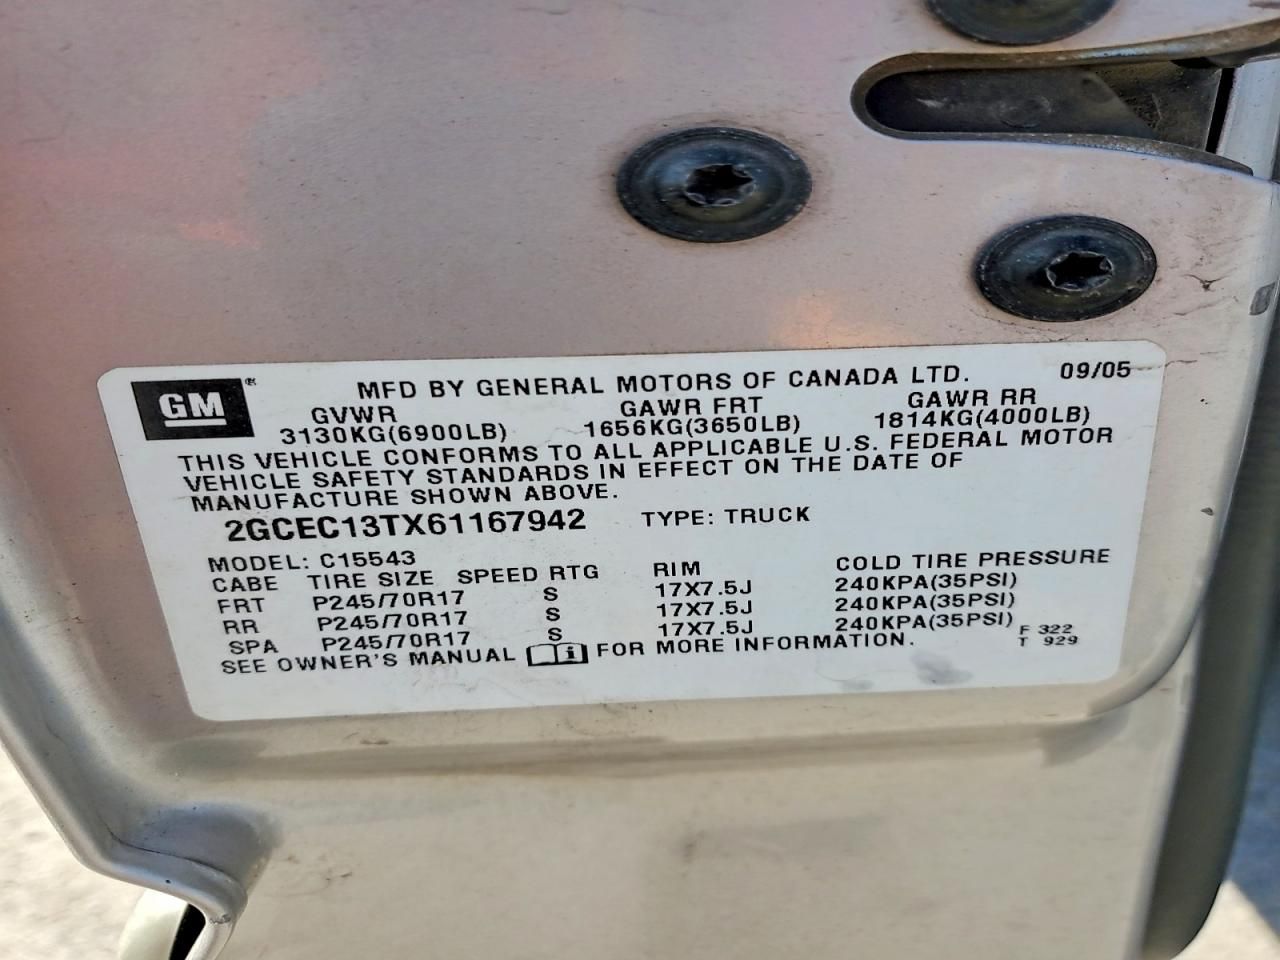 GM® MFD BY GENERAL MOTORS OF CANADA LTD. 09/05
GVWR GAWR FRT GAWR RR
3130KG(6900LB) 1656KG(3650LB) 1814KG(4000LB)
THIS VEHICLE CONFORMS TO ALL APPLICABLE U.S. FEDERAL MOTOR
VEHICLE SAFETY STANDARDS IN EFFECT ON THE DATE OF
MANUFACTURE SHOWN ABOVE.
2GCEC13TX61167942 TYPE: TRUCK
MODEL: C15543
CABE TIRE SIZE SPEED RTG RIM COLD TIRE PRESSURE
FRT P245/70R17 S 17X7.5J 240KPA(35PSI)
RR P245/70R17 S 17X7.5J 240KPA(35PSI)
SPA P245/70R17 S 17X7.5J 240KPA(35PSI) F 322
SEE OWNER'S MANUAL FOR MORE INFORMATION. T 929